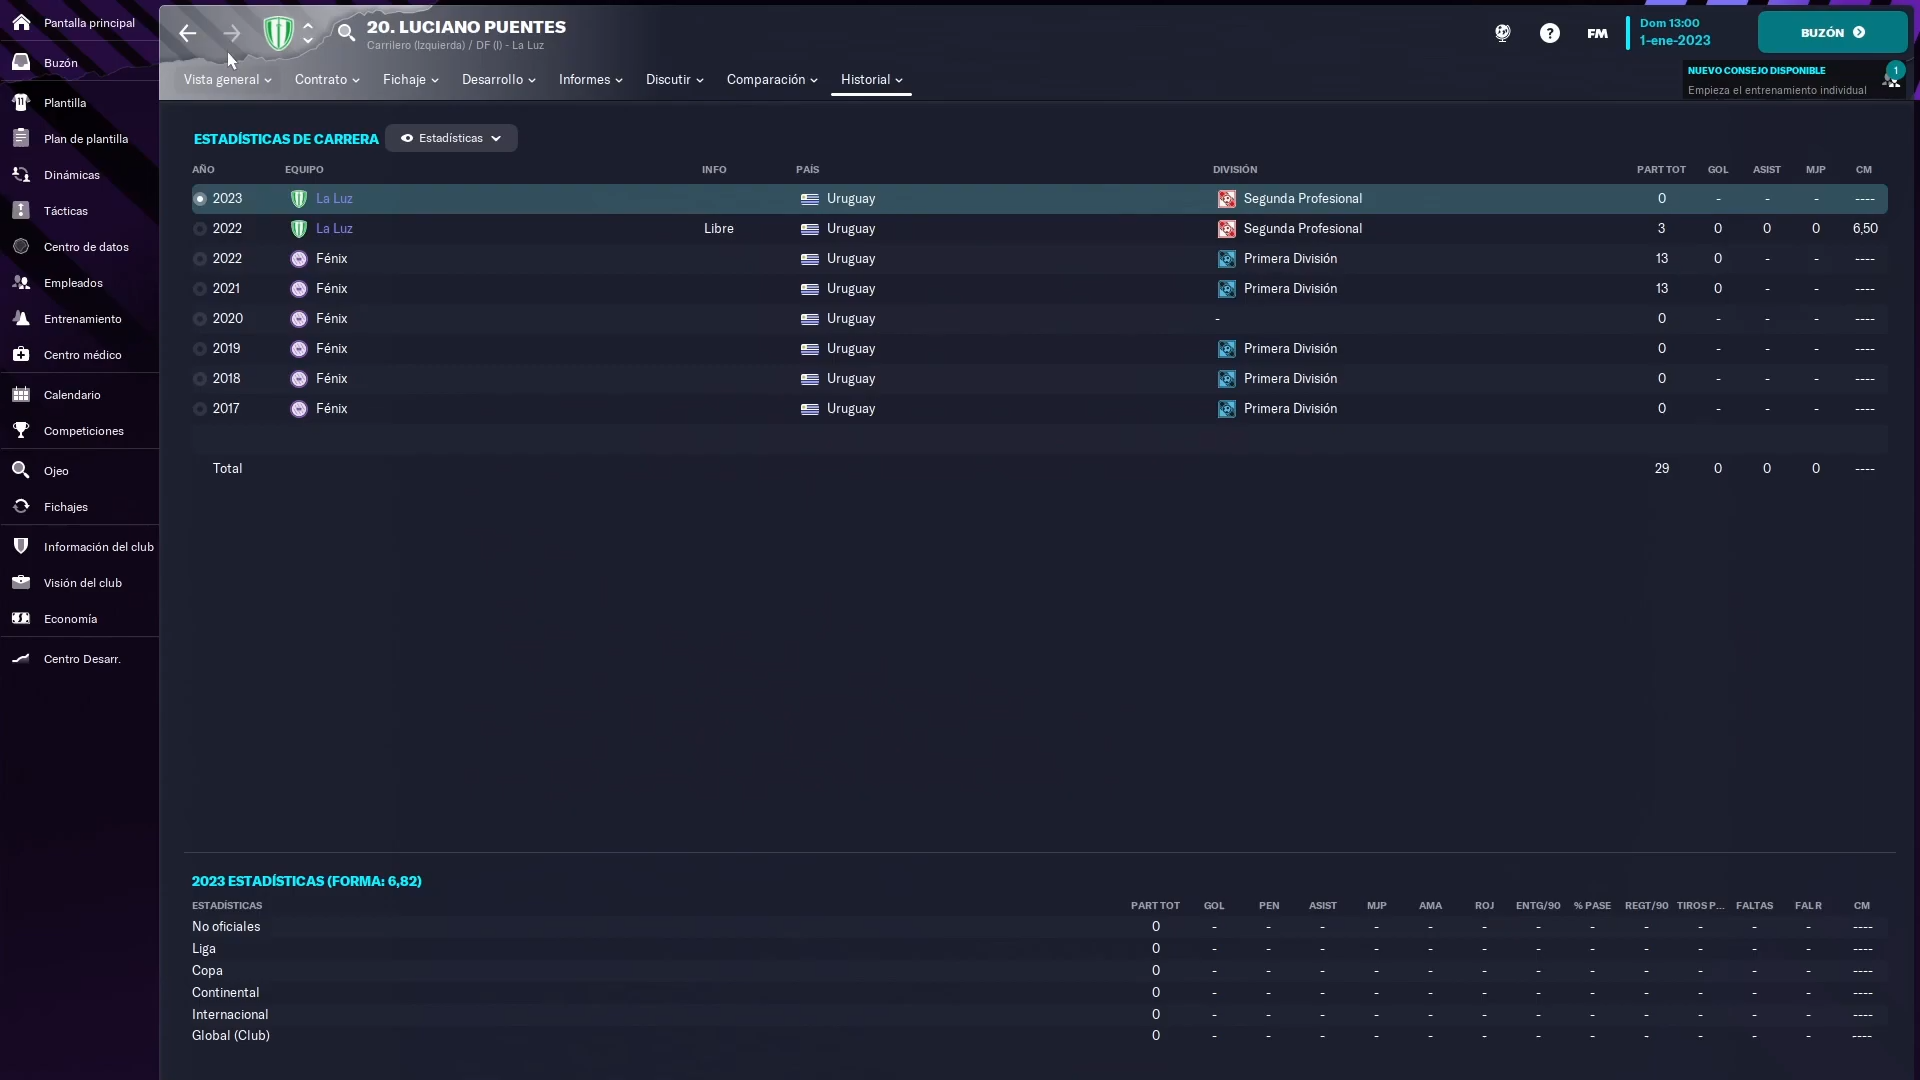 Pantalla principal
Buzón
Plantilla
Plan de plantilla
Dinámicas
Tácticas
Centro de datos
Empleados
Entrenamiento
Centro médico
Calendario
Competiciones
Ojeo
Fichajes
Información del club
Visión del club
Economía
Centro Desarr.
20. LUCIANO PUENTES
Carrilero (Izquierda) / DF (I) - La Luz
FM
Dom 13:00
1-ene-2023
BUZÓN
NUEVO CONSEJO DISPONIBLE
Empieza el entrenamiento individual
1
Vista general Contrato Fichaje Desarrollo Informes Discutir Comparación Historial
ESTADÍSTICAS DE CARRERA Estadísticas
AÑO EQUIPO INFO PAÍS DIVISIÓN PART TOT GOL ASIST MJP CM
2023 La Luz Uruguay Segunda Profesional 0 - - - ----
2022 La Luz Libre Uruguay Segunda Profesional 3 0 0 0 6,50
2022 Fénix Uruguay Primera División 13 0 - - ----
2021 Fénix Uruguay Primera División 13 0 - - ----
2020 Fénix Uruguay - 0 - - - ----
2019 Fénix Uruguay Primera División 0 - - - ----
2018 Fénix Uruguay Primera División 0 - - - ----
2017 Fénix Uruguay Primera División 0 - - - ----
Total 29 0 0 0 ----
2023 ESTADÍSTICAS (FORMA: 6,82)
ESTADÍSTICAS PART TOT GOL PEN ASIST MJP AMA ROJ ENTG/90 % PASE REGT/90 TIROS P... FALTAS FAL R CM
No oficiales 0 - - - - - - - - - - - - ----
Liga 0 - - - - - - - - - - - - ----
Copa 0 - - - - - - - - - - - - ----
Continental 0 - - - - - - - - - - - - ----
Internacional 0 - - - - - - - - - - - - ----
Global (Club) 0 - - - - - - - - - - - - ----